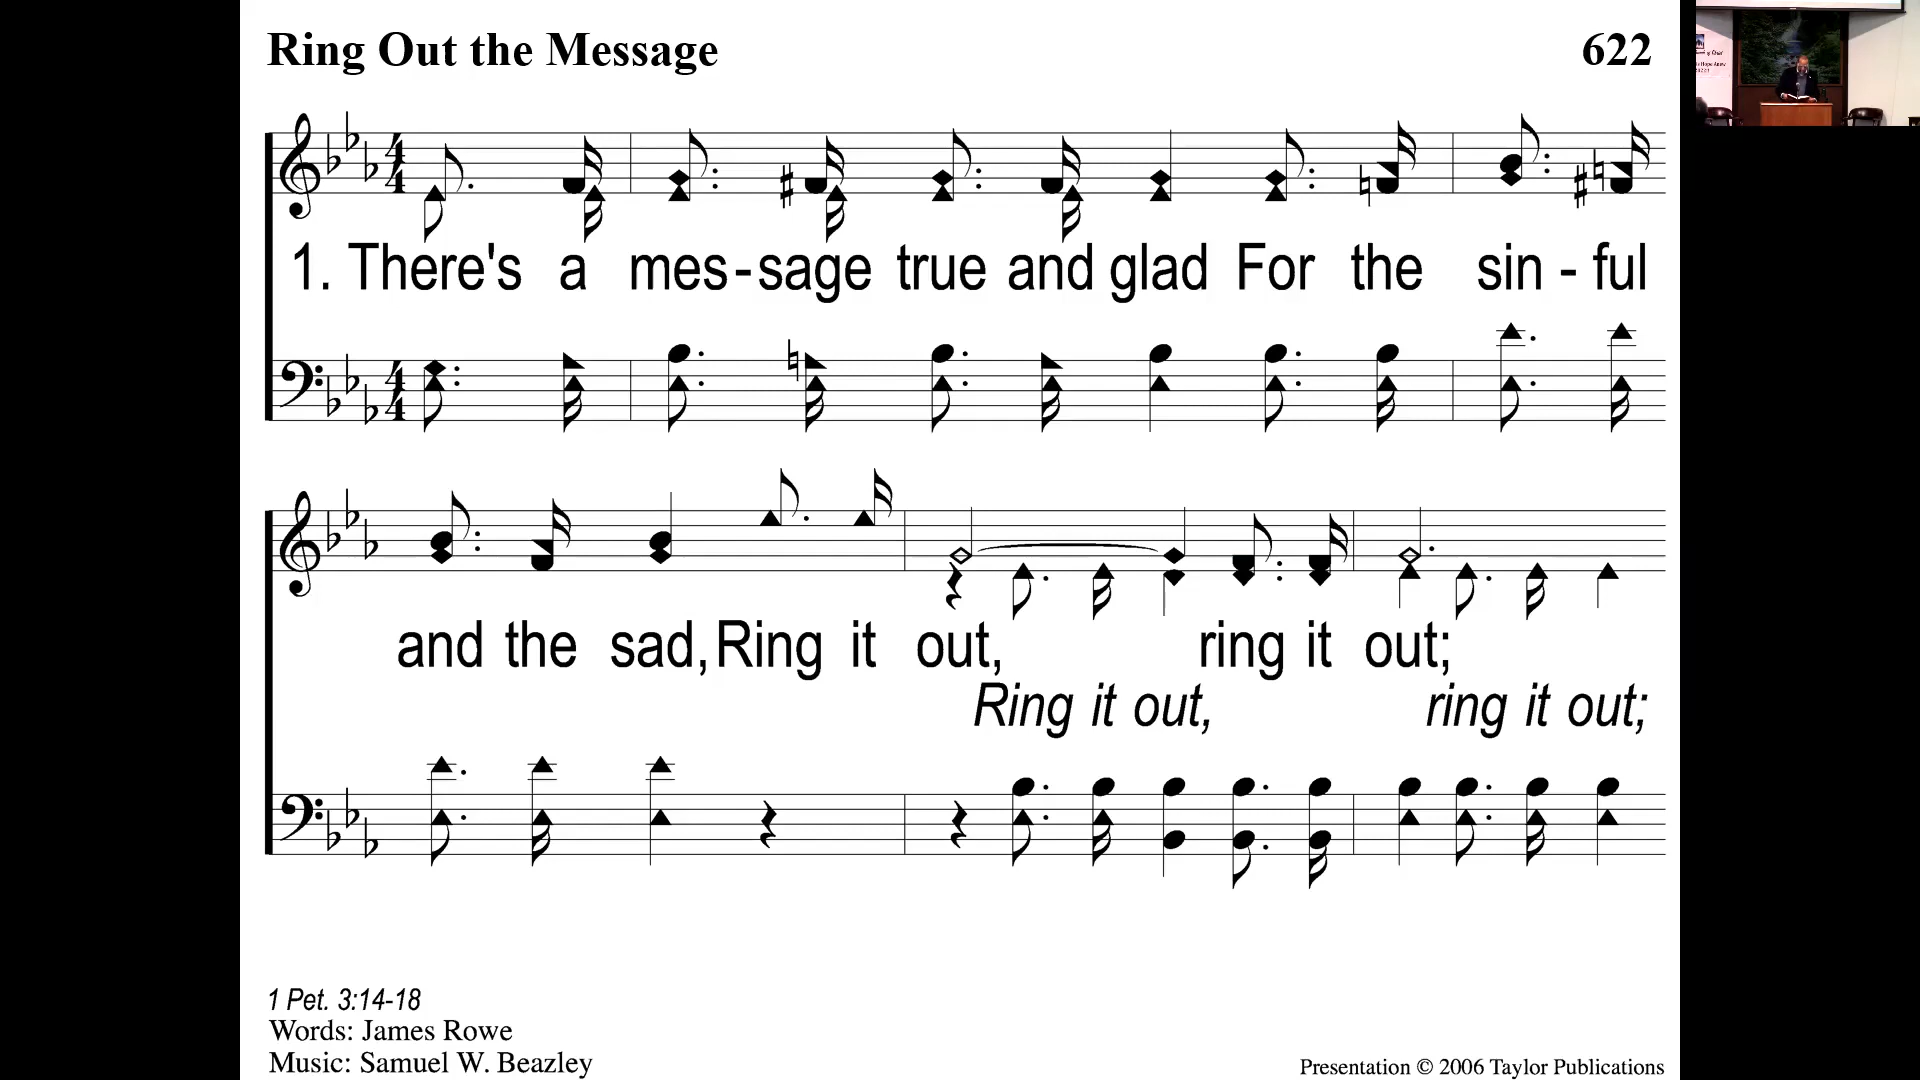 Ring Out the Message 622
1. There's a mes-sage true and glad For the sin-ful
and the sad, Ring it out, ring it out;
Ring it out, ring it out;
1 Pet. 3:14-18
Words: James Rowe
Music: Samuel W. Beazley
Presentation © 2006 Taylor Publications